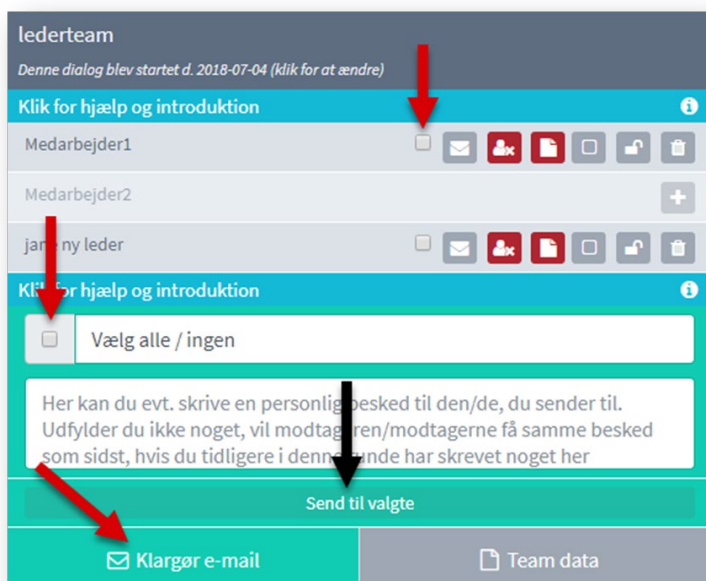 lederteam
Denne dialog blev startet d. 2018-07-04 (klik for at ændre)
Klik for hjælp og introduktion
Medarbejder1
Medarbejder2
jane ny leder
Klik for hjælp og introduktion
Vælg alle / ingen
Her kan du evt. skrive en personlig besked til den/de, du sender til.
Udfylder du ikke noget, vil modtageren/modtagerne få samme besked
som sidst, hvis du tidligere i denne runde har skrevet noget her
Send til valgte
Klargør e-mail
Team data